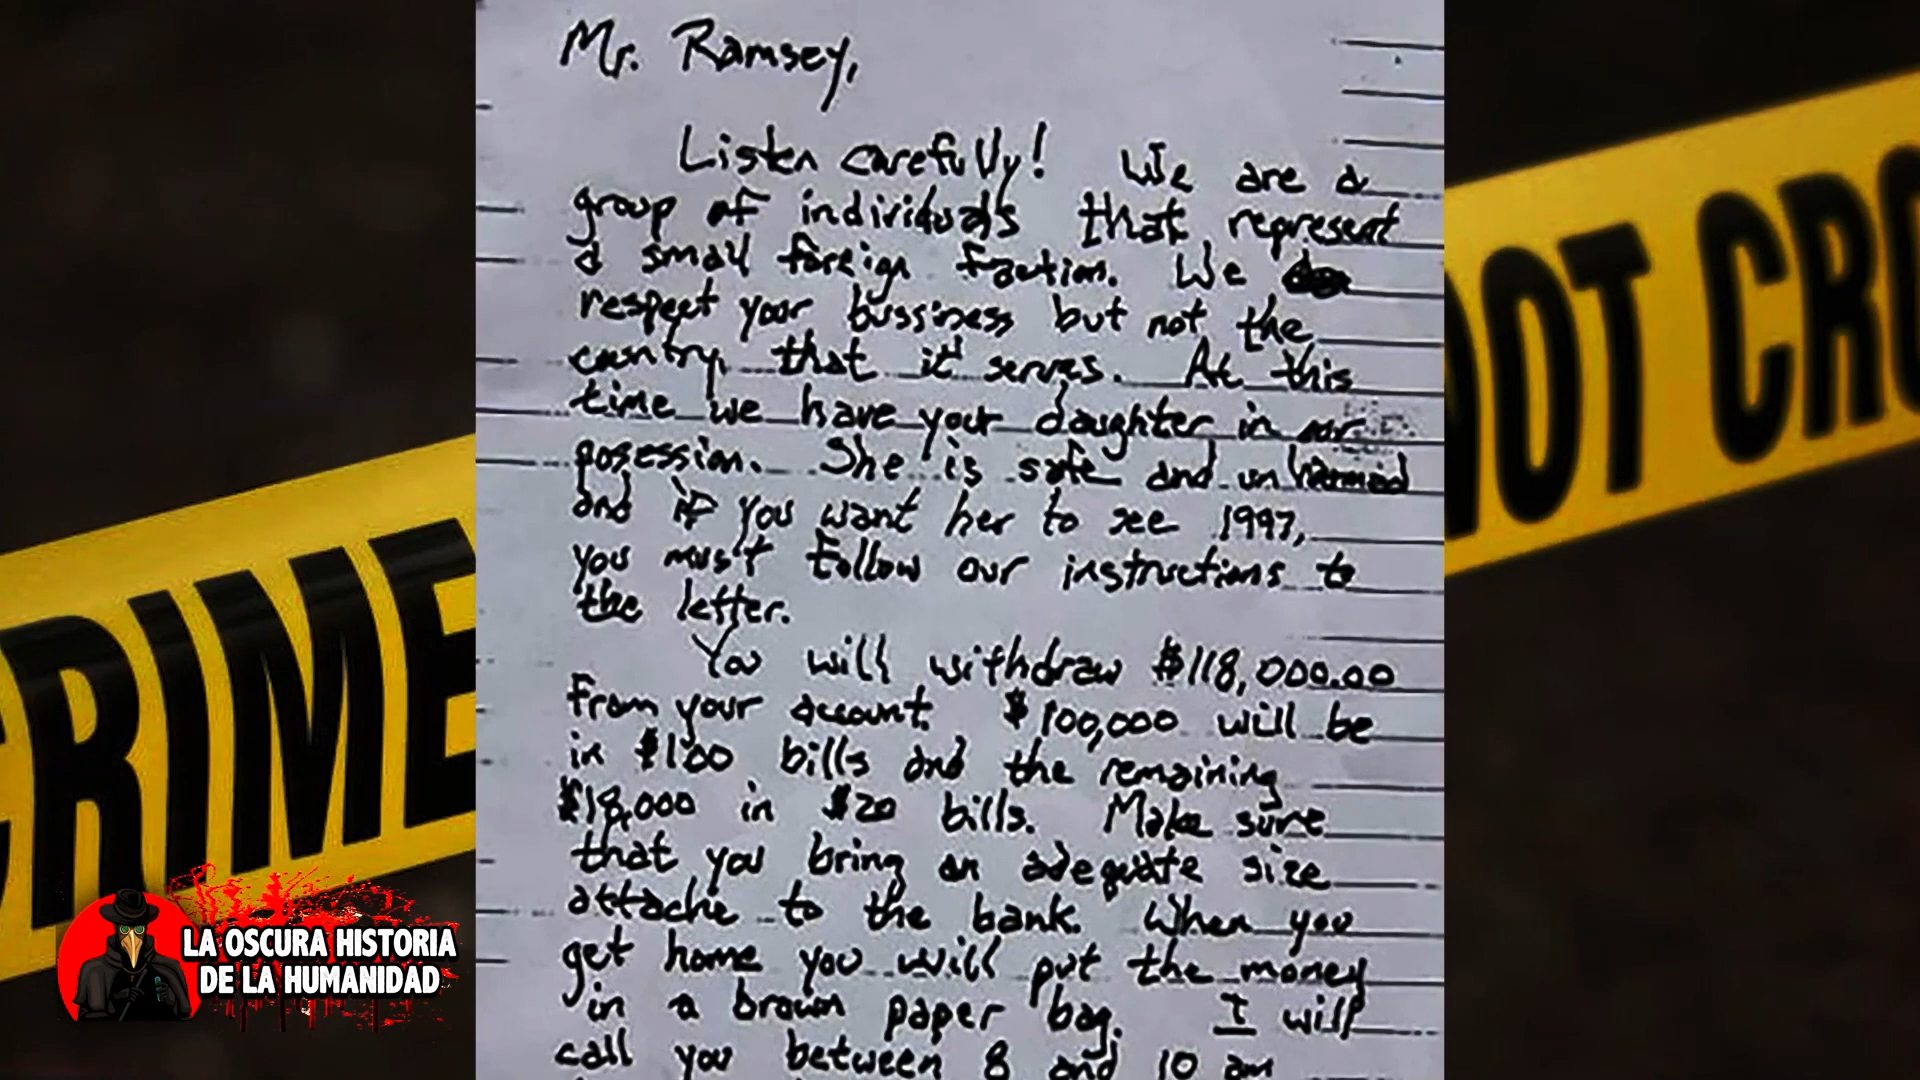 Mr. Ramsey,
Listen carefully! We are a
group of individuals that represent
a small foreign faction. We
respect your bussiness but not the
country that it serves. At this
time we have your daughter in our
posession. She is safe and unharmed
and if you want her to see 1997,
you must follow our instructions to
the letter.
You will withdraw $118,000.00
from your account. $100,000 will be
in $100 bills and the remaining
$18,000 in $20 bills. Make sure
that you bring an adequate size
attache to the bank. When you
get home you will put the money
in a brown paper bag. I will
call you between 8 and 10 am
CRIME
NOT CRO
LA OSCURA HISTORIA
DE LA HUMANIDAD